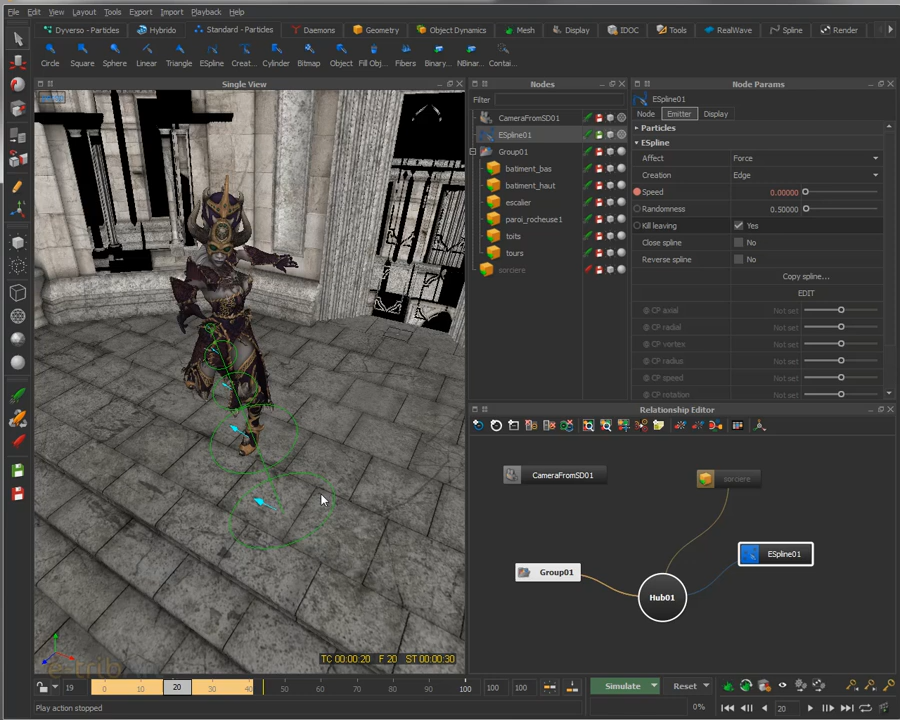 File Edit View Layout Tools Export Import Playback Help
Dyverso - Particles Hybrido Standard - Particles Daemons Geometry Object Dynamics Mesh Display IDOC Tools RealWave Spline Render
Circle Square Sphere Linear Triangle ESpline Creat... Cylinder Bitmap Object Fill Obj... Fibers Binary... NBinar... Contai...
Single View
Nodes
Node Params
Filter
CameraFromSD01
ESpline01
Group01
batiment_bas
batiment_haut
escalier
paroi_rocheuse1
toits
tours
sorciere
ESpline01
Node Emitter Display
Particles
ESpline
Affect Force
Creation Edge
Speed 0.00000
Randomness 0.50000
Kill leaving Yes
Close spline No
Reverse spline No
Copy spline...
EDIT
CP axial Not set
CP radial Not set
CP vortex Not set
CP radius Not set
CP speed Not set
CP rotation Not set
Relationship Editor
CameraFromSD01
sorciere
ESpline01
Group01
Hub01
e-trib
TC 00:00:20 F 20 ST 00:00:30
19 0 10 20 30 40 50 60 70 80 90 100 100 100
Simulate Reset
Play action stopped
0% 20